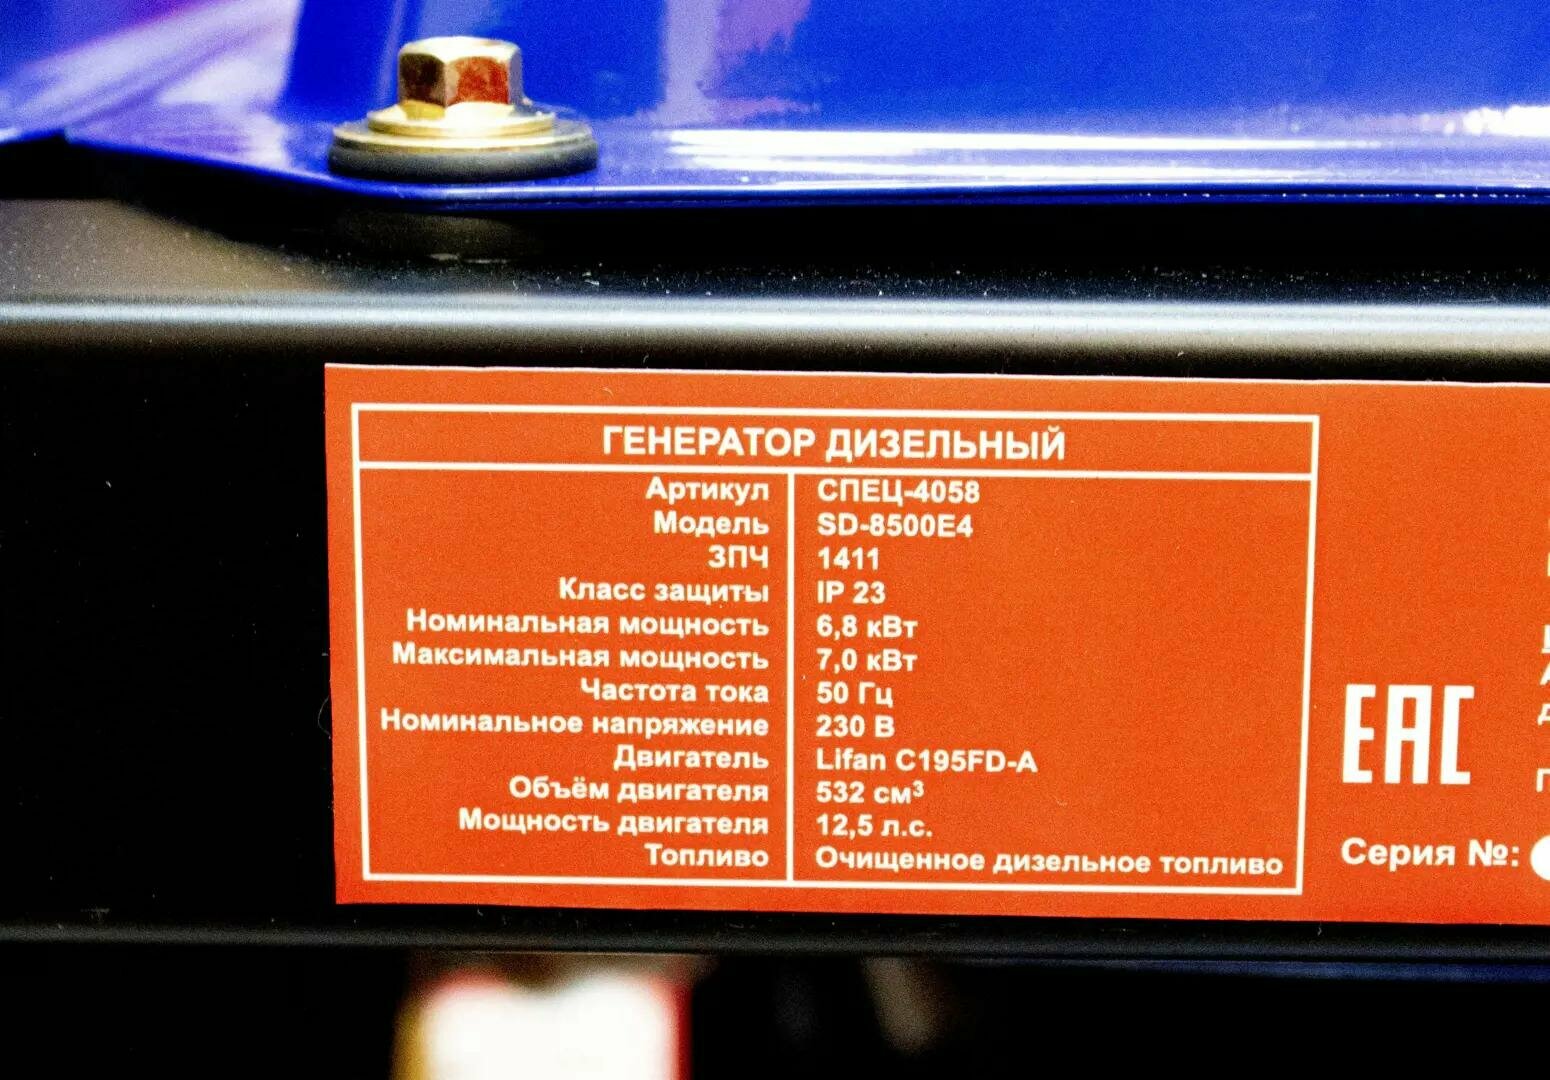 ГЕНЕРАТОР ДИЗЕЛЬНЫЙ
Артикул СПЕЦ-4058
Модель SD-8500E4
ЗПЧ 1411
Класс защиты IP 23
Номинальная мощность 6,8 кВт
Максимальная мощность 7,0 кВт
Частота тока 50 Гц
Номинальное напряжение 230 В
Двигатель Lifan C195FD-A
Объём двигателя 532 см³
Мощность двигателя 12,5 л.с.
Топливо Очищенное дизельное топливо
EAC
Серия №: